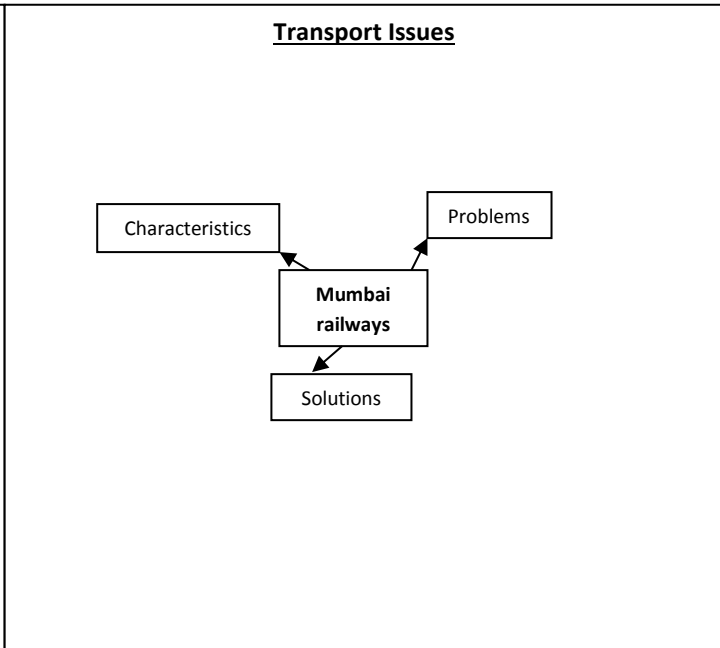 Transport Issues
Problems
Characteristics
Mumbai
railways
Solutions